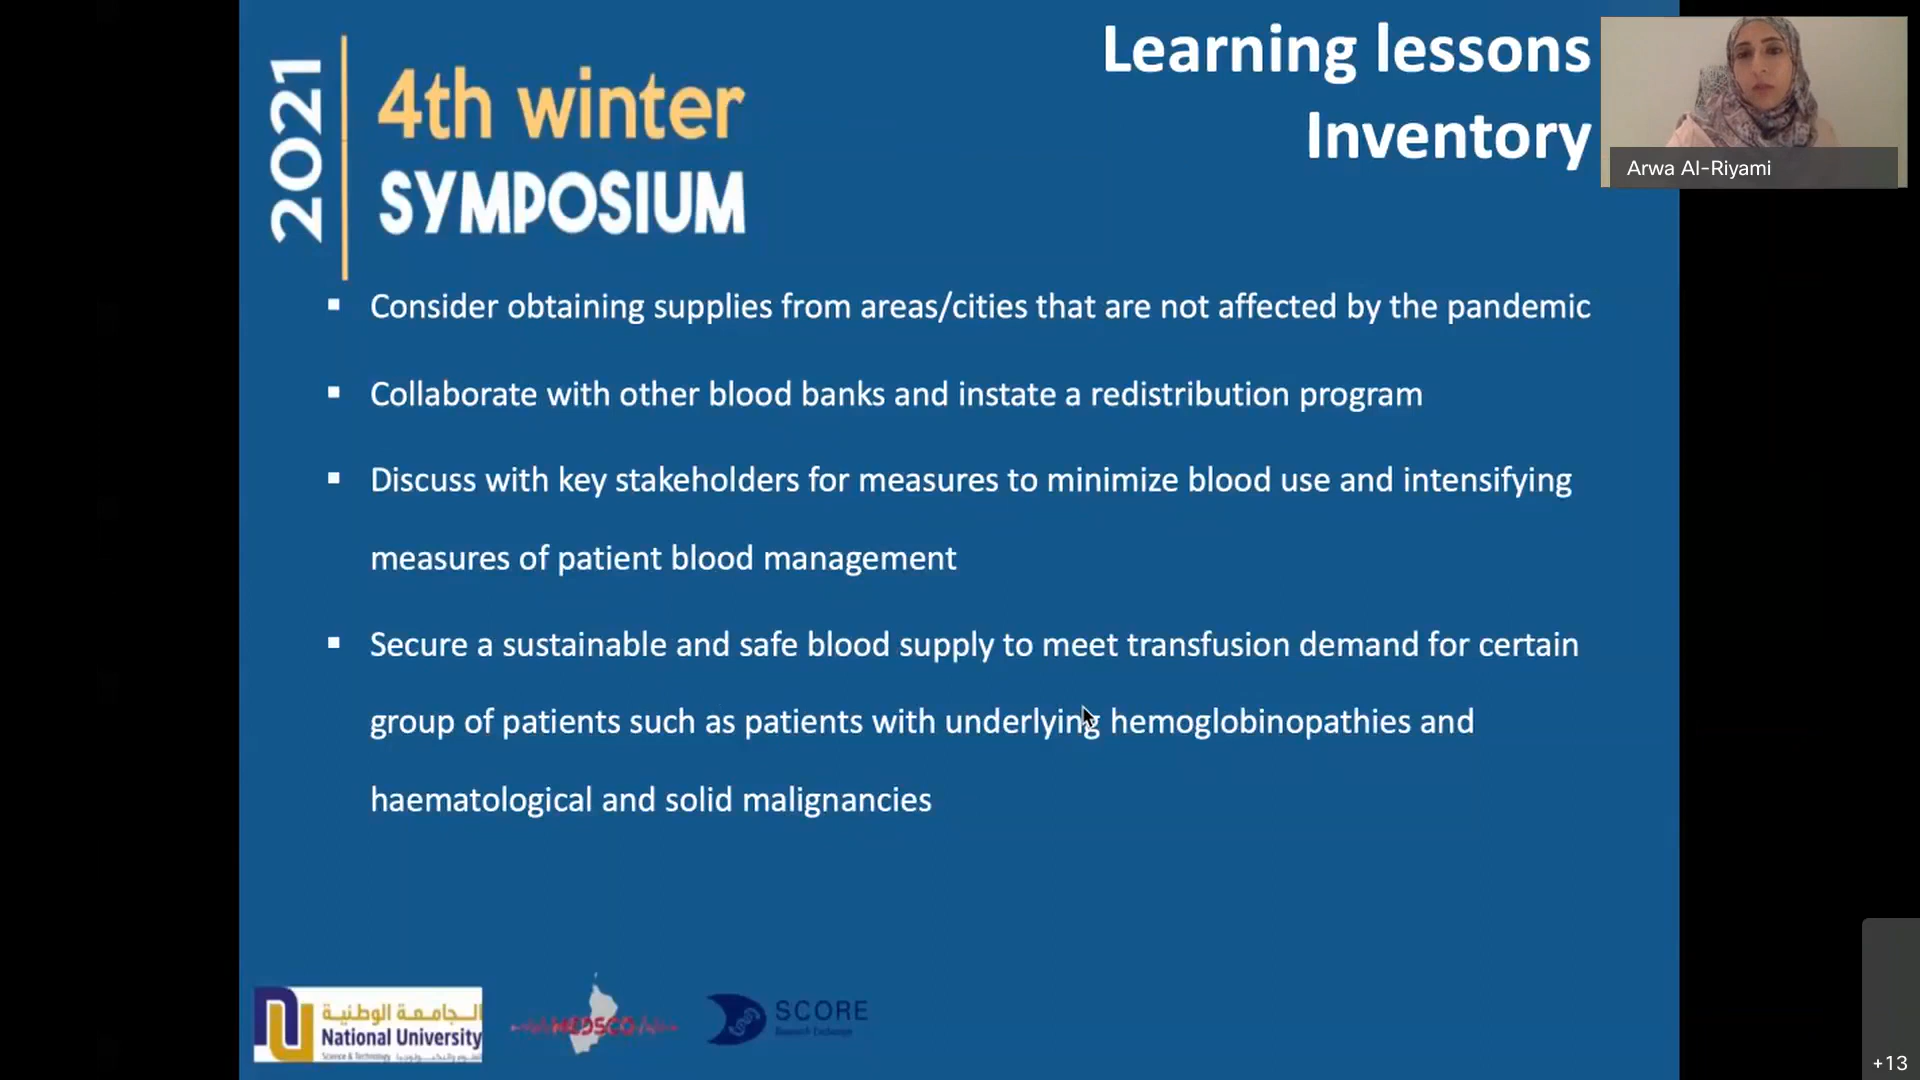 2021
4th winter
SYMPOSIUM
Learning lessons
Inventory
Arwa Al-Riyami
▪ Consider obtaining supplies from areas/cities that are not affected by the pandemic
▪ Collaborate with other blood banks and instate a redistribution program
▪ Discuss with key stakeholders for measures to minimize blood use and intensifying
measures of patient blood management
▪ Secure a sustainable and safe blood supply to meet transfusion demand for certain
group of patients such as patients with underlying hemoglobinopathies and
haematological and solid malignancies
الجامعة الوطنية
National University
Science & Technology
MEDSCO
SCORE
+13